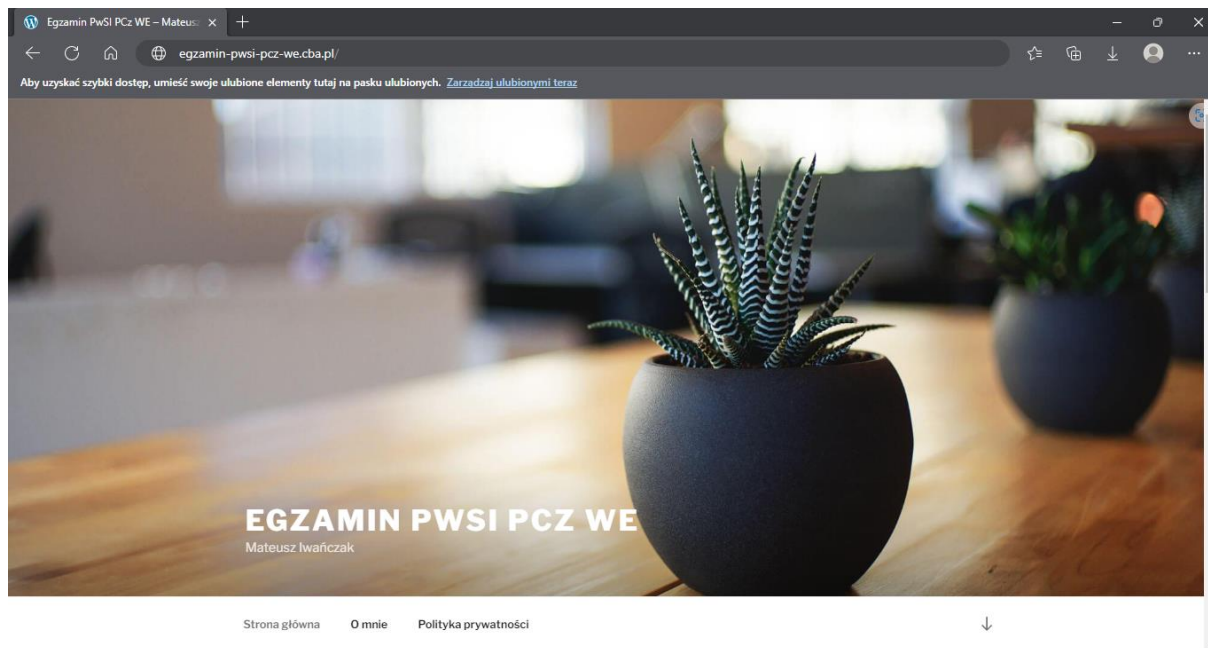 Egzamin PwSI PCz WE – Mateus
egzamin-pwsi-pcz-we.cba.pl/
Aby uzyskać szybki dostęp, umieść swoje ulubione elementy tutaj na pasku ulubionych. Zarządzaj ulubionymi teraz
EGZAMIN PWSI PCZ WE
Mateusz Iwańczak
Strona główna O mnie Polityka prywatności